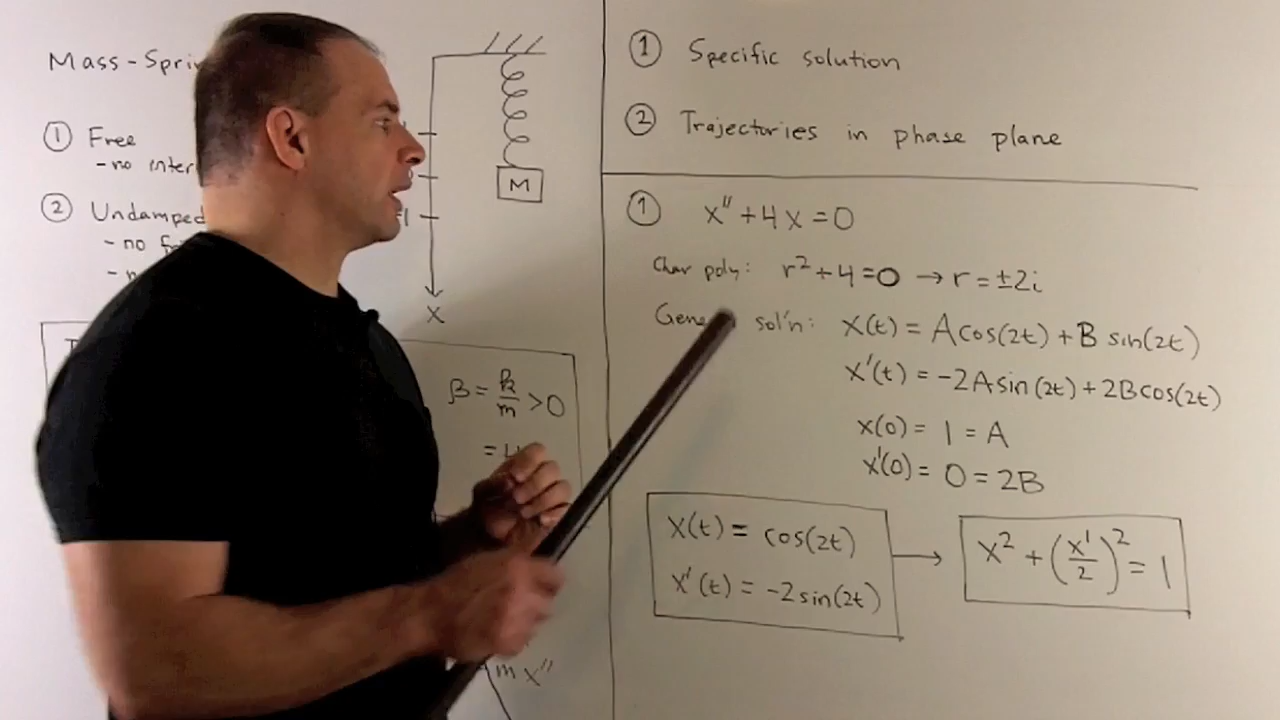 Mass-Spri
① Free
- no inter
② Undamped
- no
M
X
β = k/m > 0
= 4
m x''
① Specific solution
② Trajectories in phase plane
① x'' + 4x = 0
Char poly: r² + 4 = 0 → r = ±2i
Gene sol'n: x(t) = A cos(2t) + B sin(2t)
x'(t) = -2A sin(2t) + 2B cos(2t)
x(0) = 1 = A
x'(0) = 0 = 2B
x(t) = cos(2t)
x'(t) = -2 sin(2t)
→ x² + (x'/2)² = 1